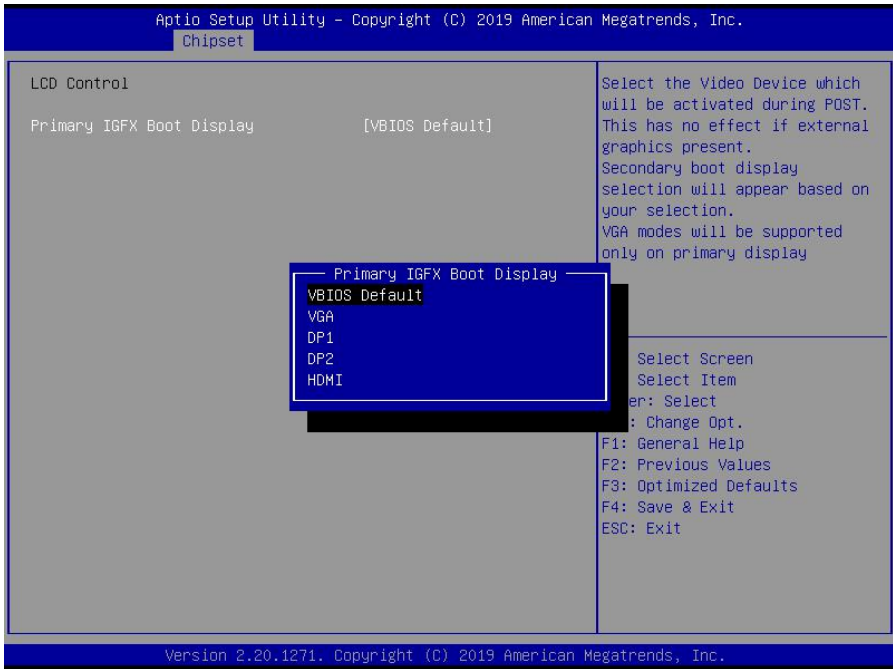 Aptio Setup Utility – Copyright (C) 2019 American Megatrends, Inc.
Chipset
LCD Control
Primary IGFX Boot Display [VBIOS Default]
Select the Video Device which
will be activated during POST.
This has no effect if external
graphics present.
Secondary boot display
selection will appear based on
your selection.
VGA modes will be supported
only on primary display
Primary IGFX Boot Display
VBIOS Default
VGA
DP1
DP2
HDMI
Select Screen
Select Item
er: Select
: Change Opt.
F1: General Help
F2: Previous Values
F3: Optimized Defaults
F4: Save & Exit
ESC: Exit
Version 2.20.1271. Copyright (C) 2019 American Megatrends, Inc.